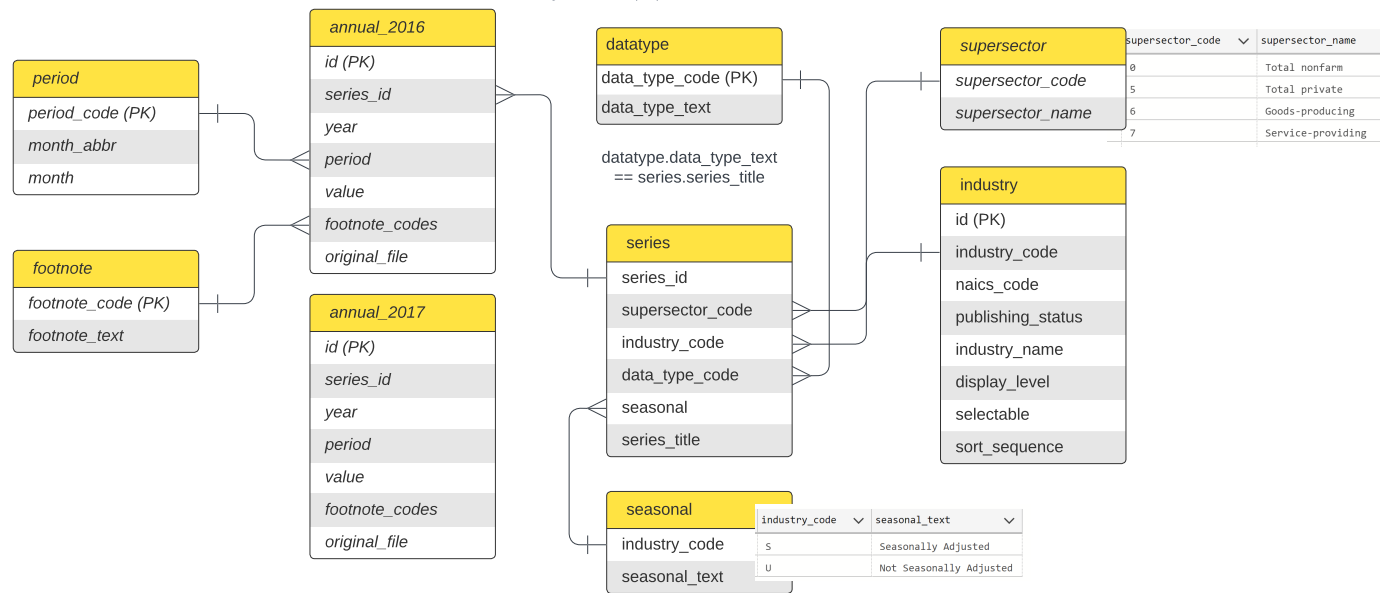 period
period_code (PK)
month_abbr
month
footnote
footnote_code (PK)
footnote_text
annual_2016
id (PK)
series_id
year
period
value
footnote_codes
original_file
annual_2017
id (PK)
series_id
year
period
value
footnote_codes
original_file
datatype
data_type_code (PK)
data_type_text
datatype.data_type_text
== series.series_title
series
series_id
supersector_code
industry_code
data_type_code
seasonal
series_title
seasonal
industry_code
seasonal_text
industry_code seasonal_text
S Seasonally Adjusted
U Not Seasonally Adjusted
supersector
supersector_code
supersector_name
supersector_code supersector_name
0 Total nonfarm
5 Total private
6 Goods-producing
7 Service-providing
industry
id (PK)
industry_code
naics_code
publishing_status
industry_name
display_level
selectable
sort_sequence